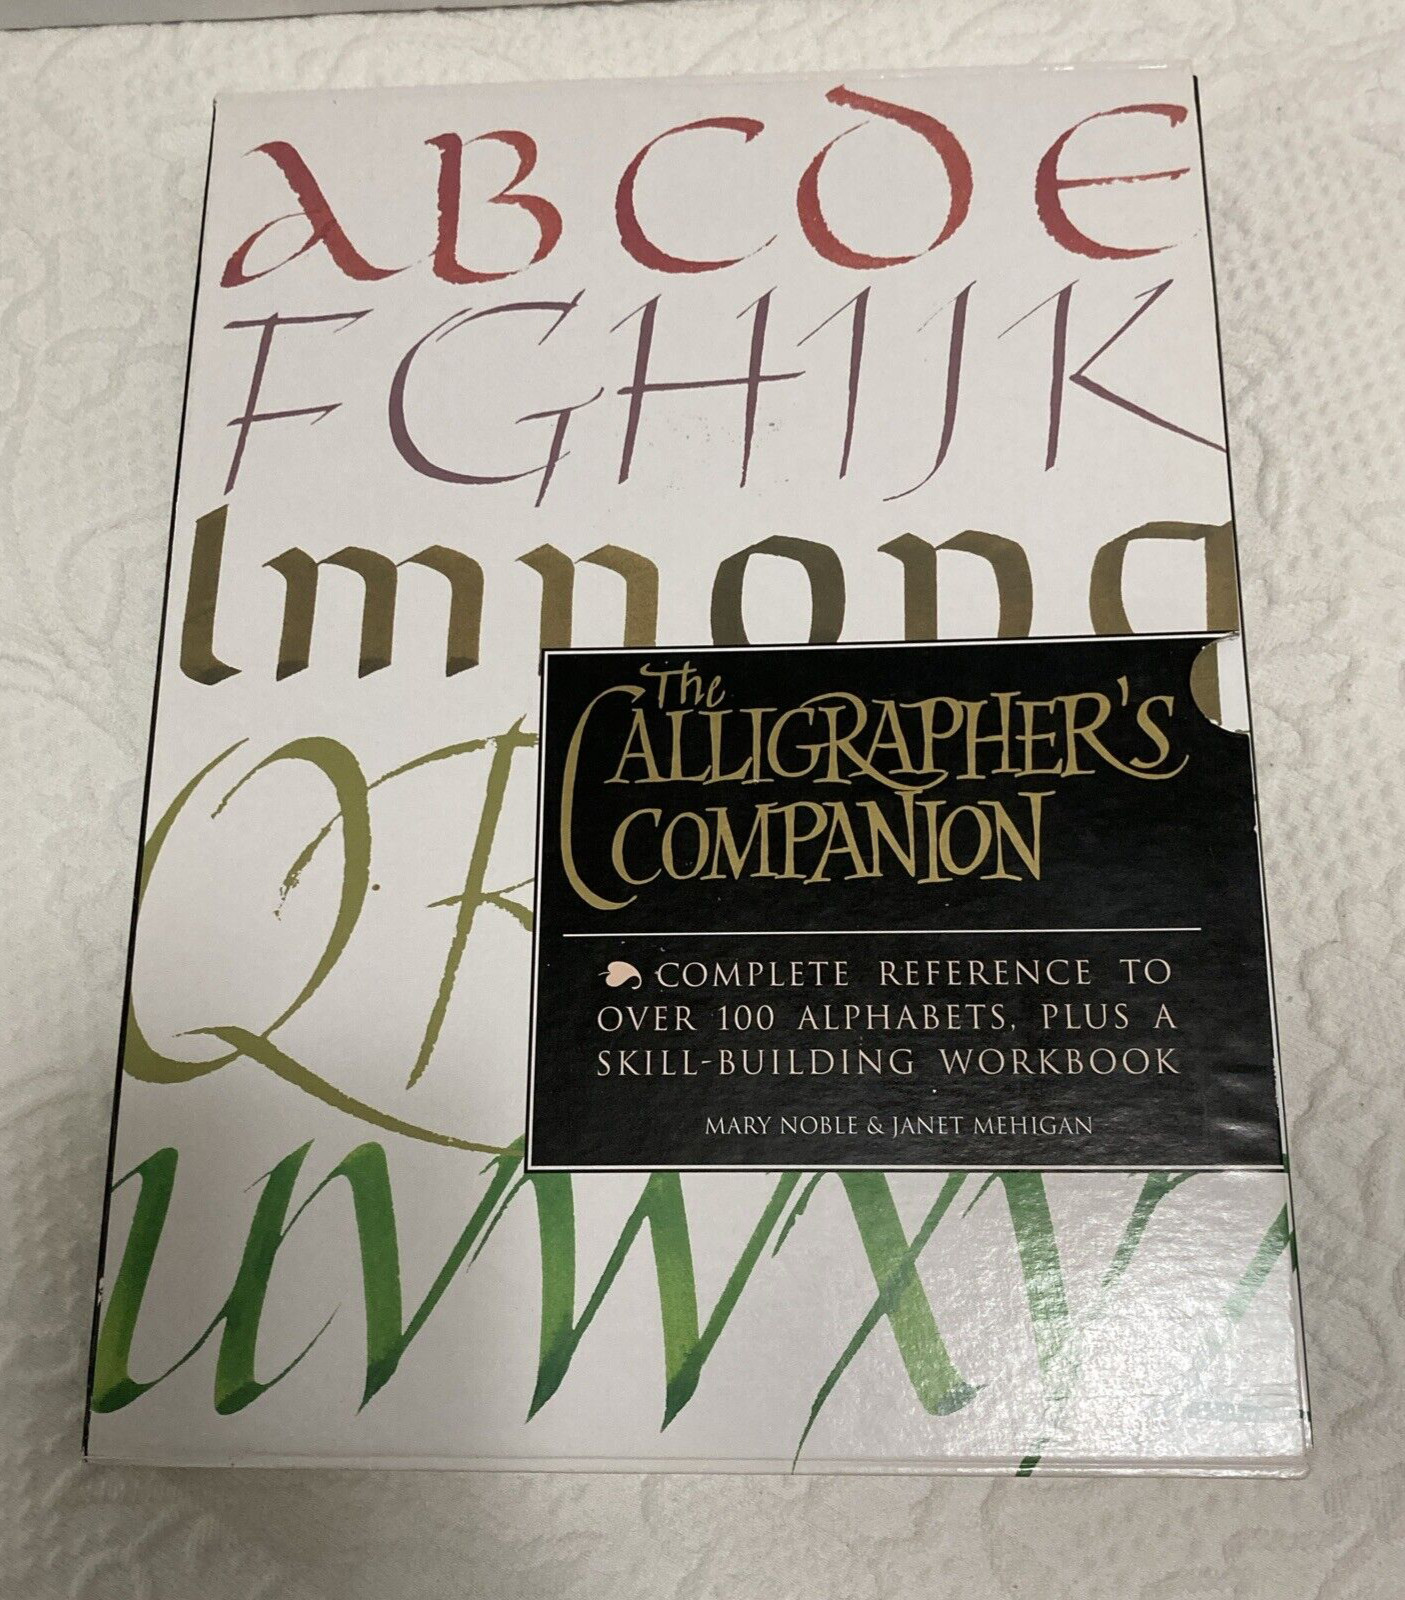 ABCDE
FGHIJK
lmnopq
QR
The
CALLIGRAPHER'S
COMPANION
COMPLETE REFERENCE TO
OVER 100 ALPHABETS, PLUS A
SKILL-BUILDING WORKBOOK
MARY NOBLE & JANET MEHIGAN
uvwxyz